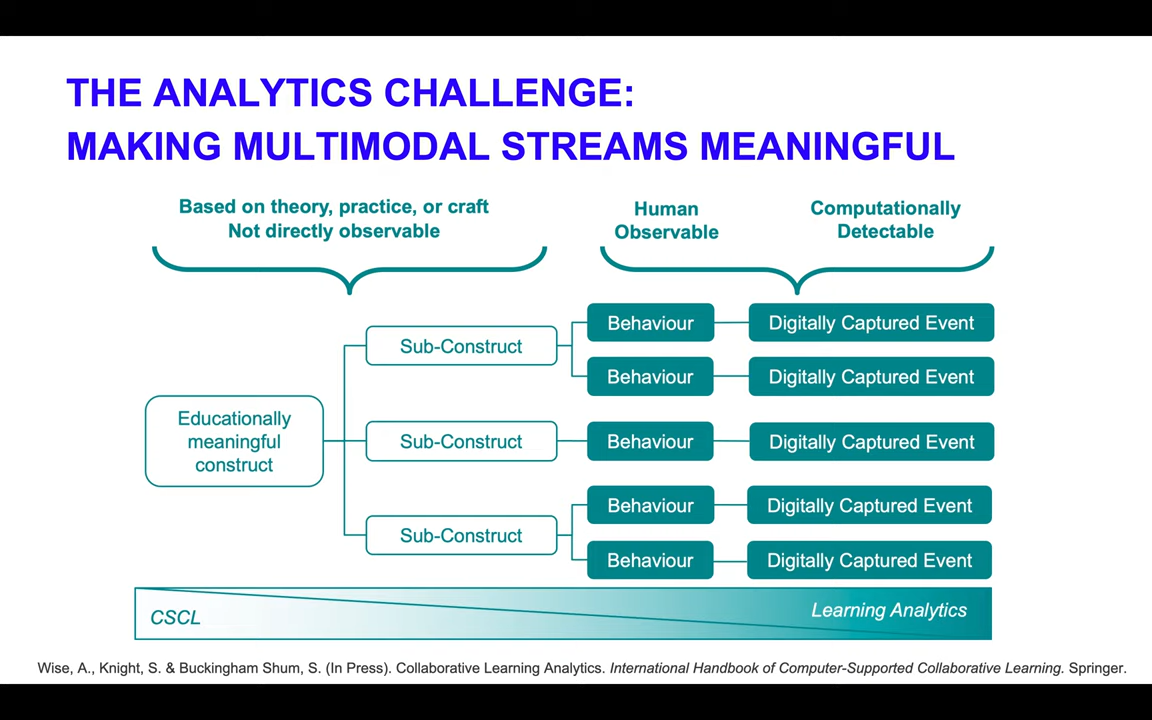 THE ANALYTICS CHALLENGE:
MAKING MULTIMODAL STREAMS MEANINGFUL
Based on theory, practice, or craft
Not directly observable
Human
Observable
Computationally
Detectable
Educationally
meaningful
construct
Sub-Construct
Behaviour
Digitally Captured Event
Behaviour
Digitally Captured Event
Sub-Construct
Behaviour
Digitally Captured Event
Sub-Construct
Behaviour
Digitally Captured Event
Behaviour
Digitally Captured Event
CSCL
Learning Analytics
Wise, A., Knight, S. & Buckingham Shum, S. (In Press). Collaborative Learning Analytics. International Handbook of Computer-Supported Collaborative Learning. Springer.